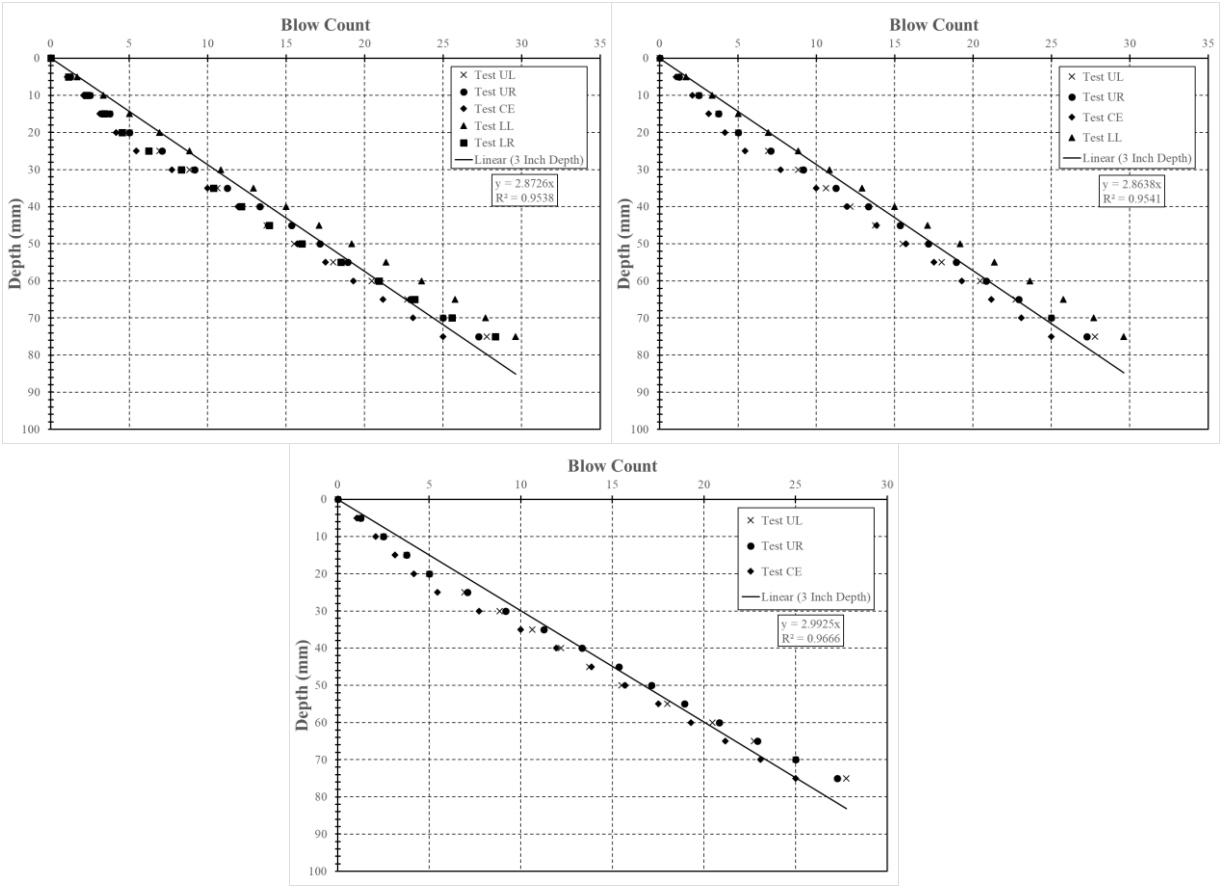 Blow Count
0 5 10 15 20 25 30 35
0
10
20
30
40
50
60
70
80
90
100
Depth (mm)
Test UL
Test UR
Test CE
Test LL
Test LR
Linear (3 Inch Depth)
y = 2.8726x
R² = 0.9538
Blow Count
0 5 10 15 20 25 30 35
0
10
20
30
40
50
60
70
80
90
100
Depth (mm)
Test UL
Test UR
Test CE
Test LL
Linear (3 Inch Depth)
y = 2.8638x
R² = 0.9541
Blow Count
0 5 10 15 20 25 30
0
10
20
30
40
50
60
70
80
90
100
Depth (mm)
Test UL
Test UR
Test CE
Linear (3 Inch Depth)
y = 2.9925x
R² = 0.9666